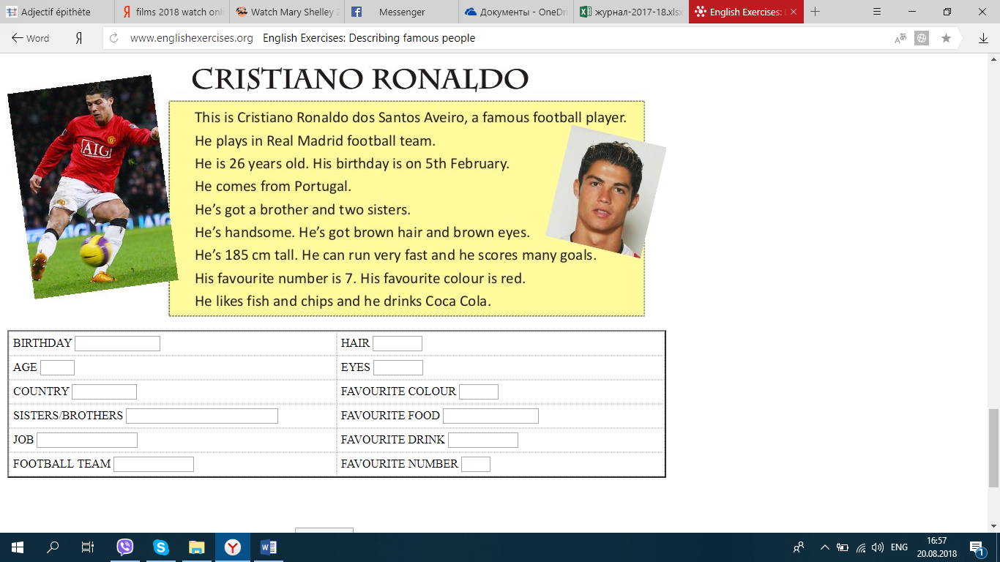 Adjectif épithète
films 2018 watch onli
Watch Mary Shelley 2
Messenger
Документы - OneDri
журнал-2017-18.xlsx
English Exercises: D
Word
www.englishexercises.org English Exercises: Describing famous people
CRISTIANO RONALDO
This is Cristiano Ronaldo dos Santos Aveiro, a famous football player.
He plays in Real Madrid football team.
He is 26 years old. His birthday is on 5th February.
He comes from Portugal.
He's got a brother and two sisters.
He's handsome. He's got brown hair and brown eyes.
He's 185 cm tall. He can run very fast and he scores many goals.
His favourite number is 7. His favourite colour is red.
He likes fish and chips and he drinks Coca Cola.
AIG
AIG
BIRTHDAY
HAIR
AGE
EYES
COUNTRY
FAVOURITE COLOUR
SISTERS/BROTHERS
FAVOURITE FOOD
JOB
FAVOURITE DRINK
FOOTBALL TEAM
FAVOURITE NUMBER
ENG
16:57
20.08.2018
1